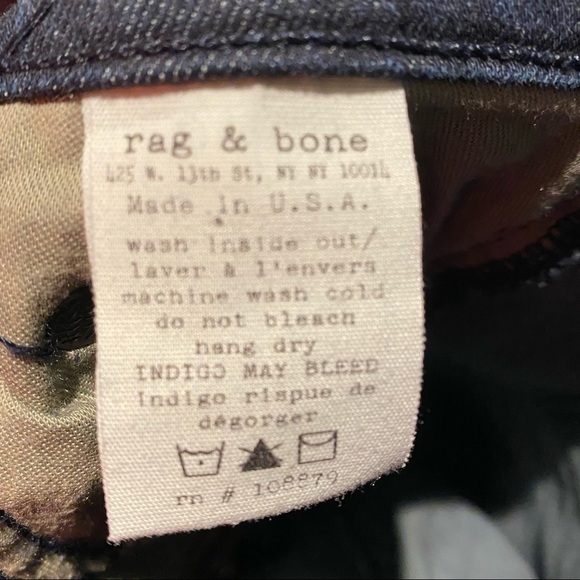 rag & bone
425 W. 13th St, NY NY 10014
Made in U.S.A.
wash inside out/
laver à l'envers
machine wash cold
do not bleach
hang dry
INDIGO MAY BLEED
Indigo risque de
dégorger
rn # 108879